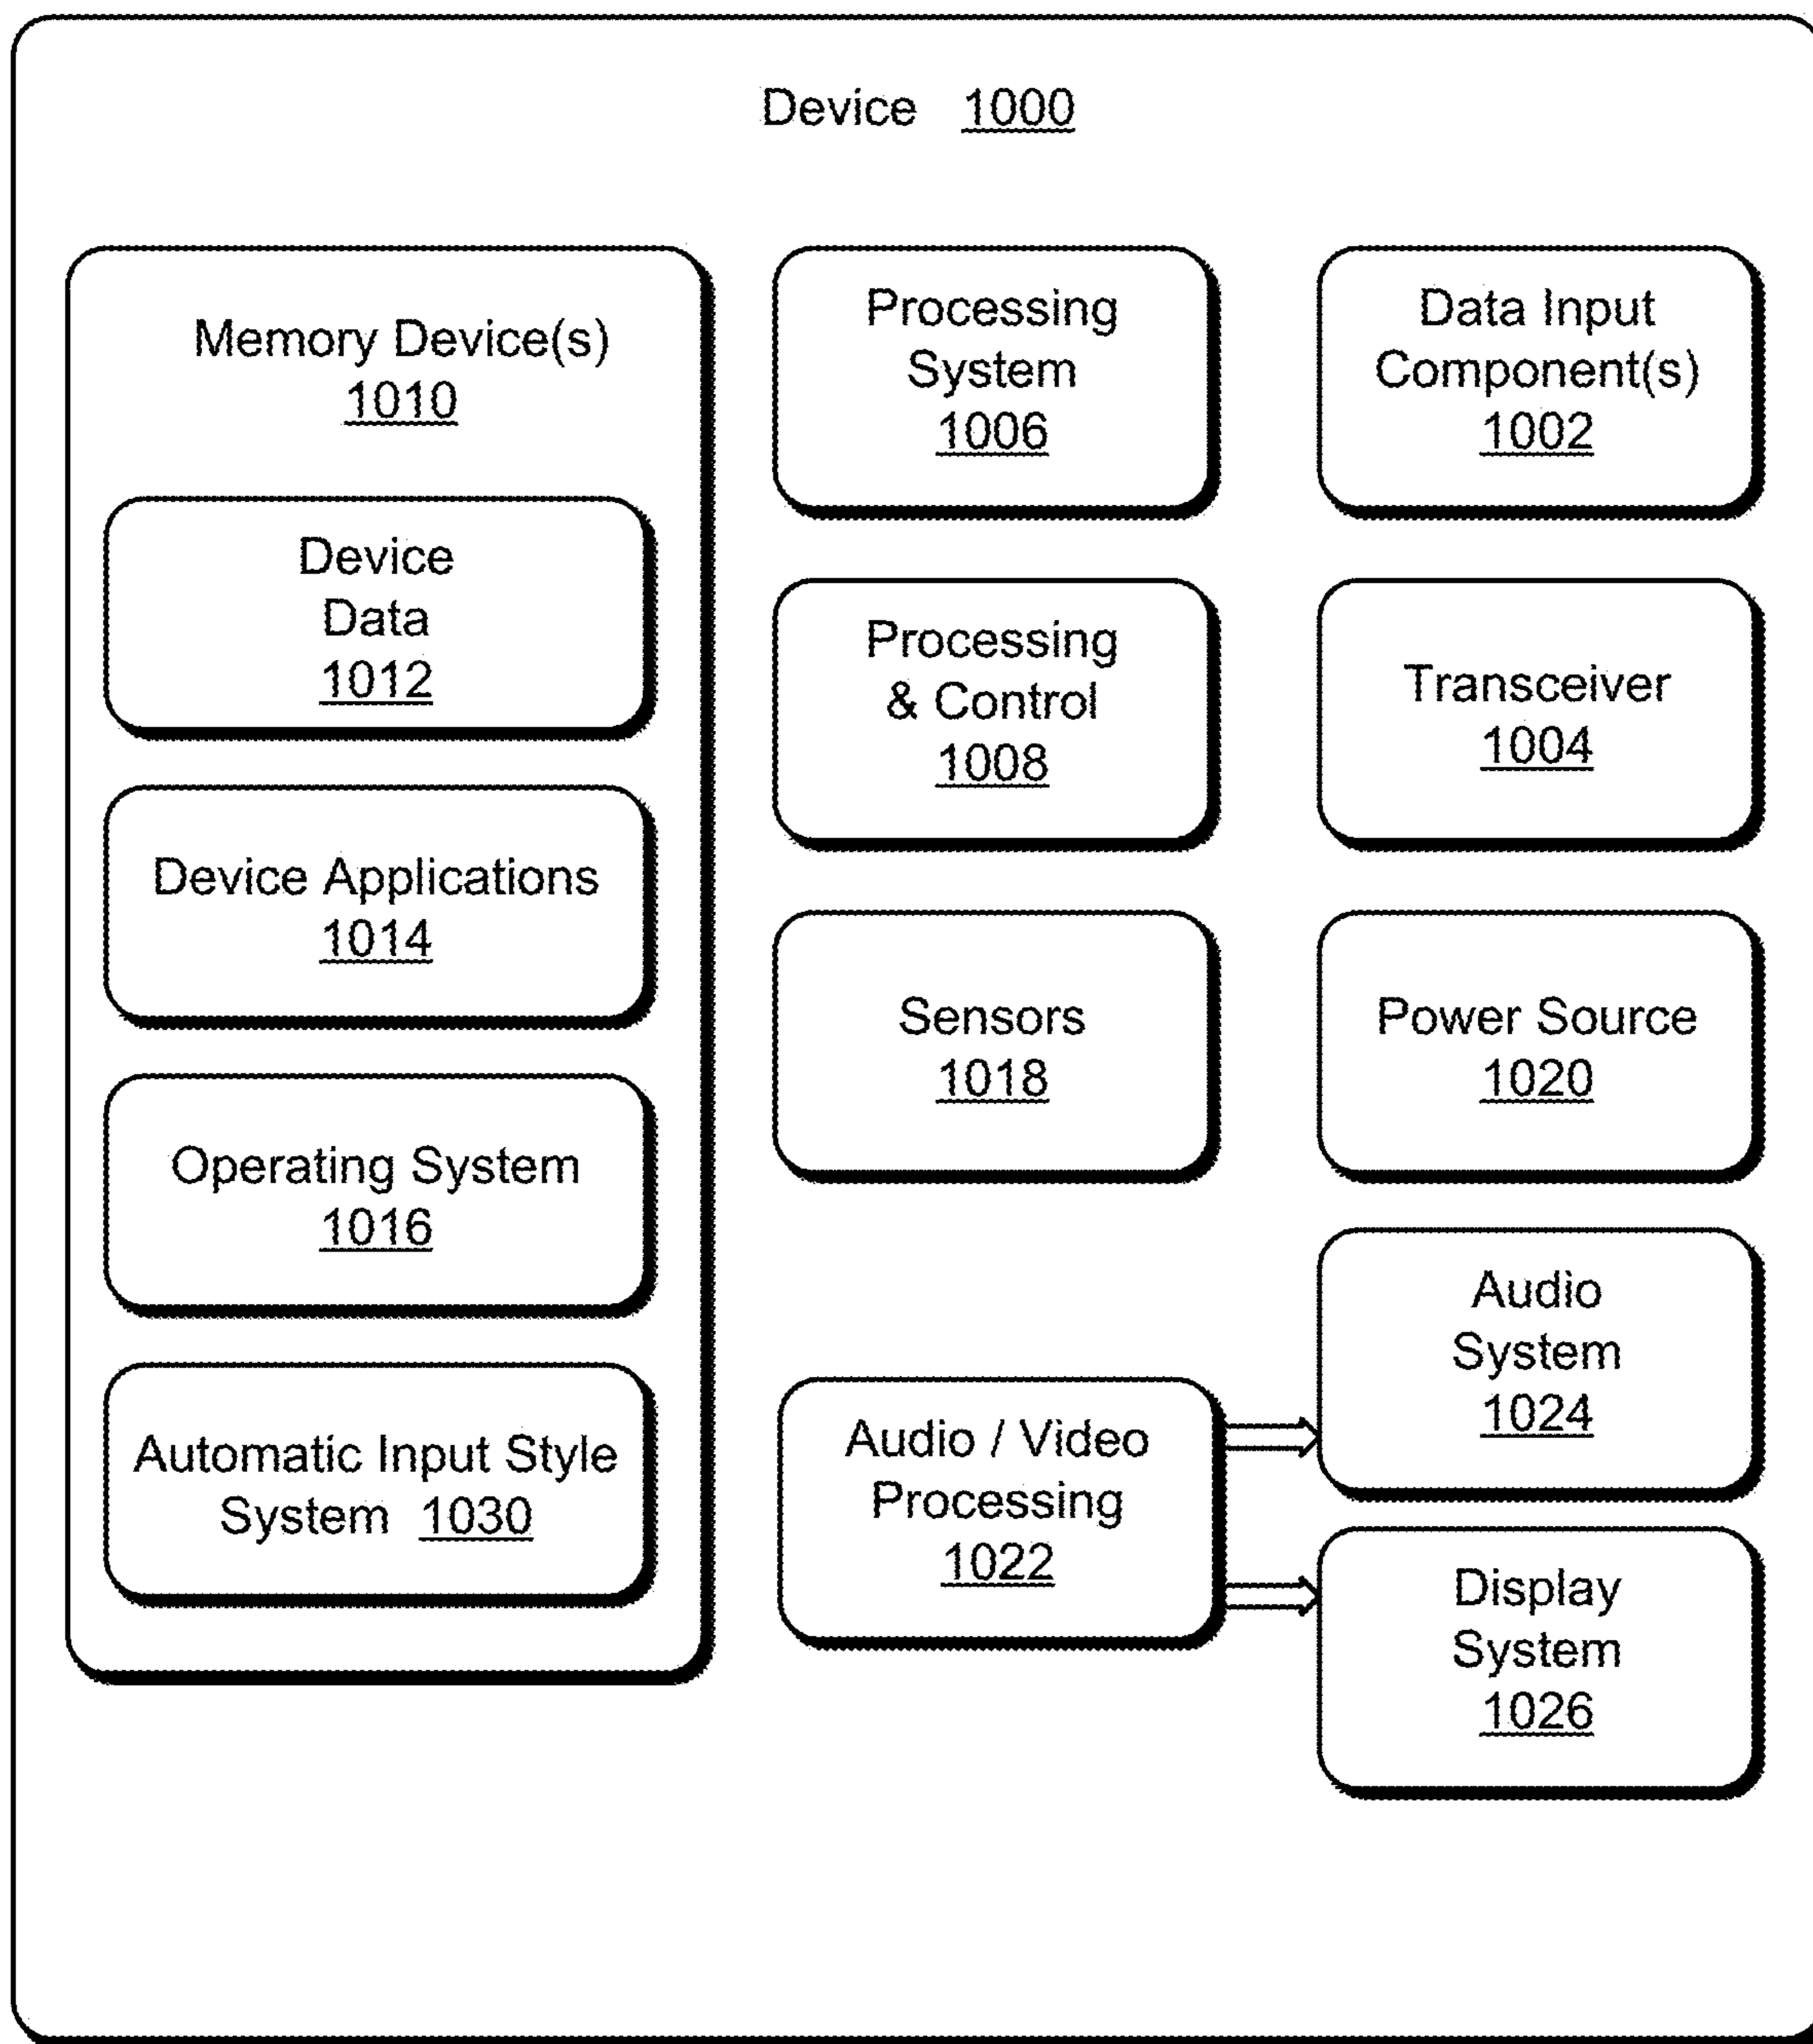 Device 1000
Memory Device(s)
1010
Device
Data
1012
Device Applications
1014
Operating System
1016
Automatic Input Style
System 1030
Processing
System
1006
Data Input
Component(s)
1002
Processing
& Control
1008
Transceiver
1004
Sensors
1018
Power Source
1020
Audio / Video
Processing
1022
Audio
System
1024
Display
System
1026